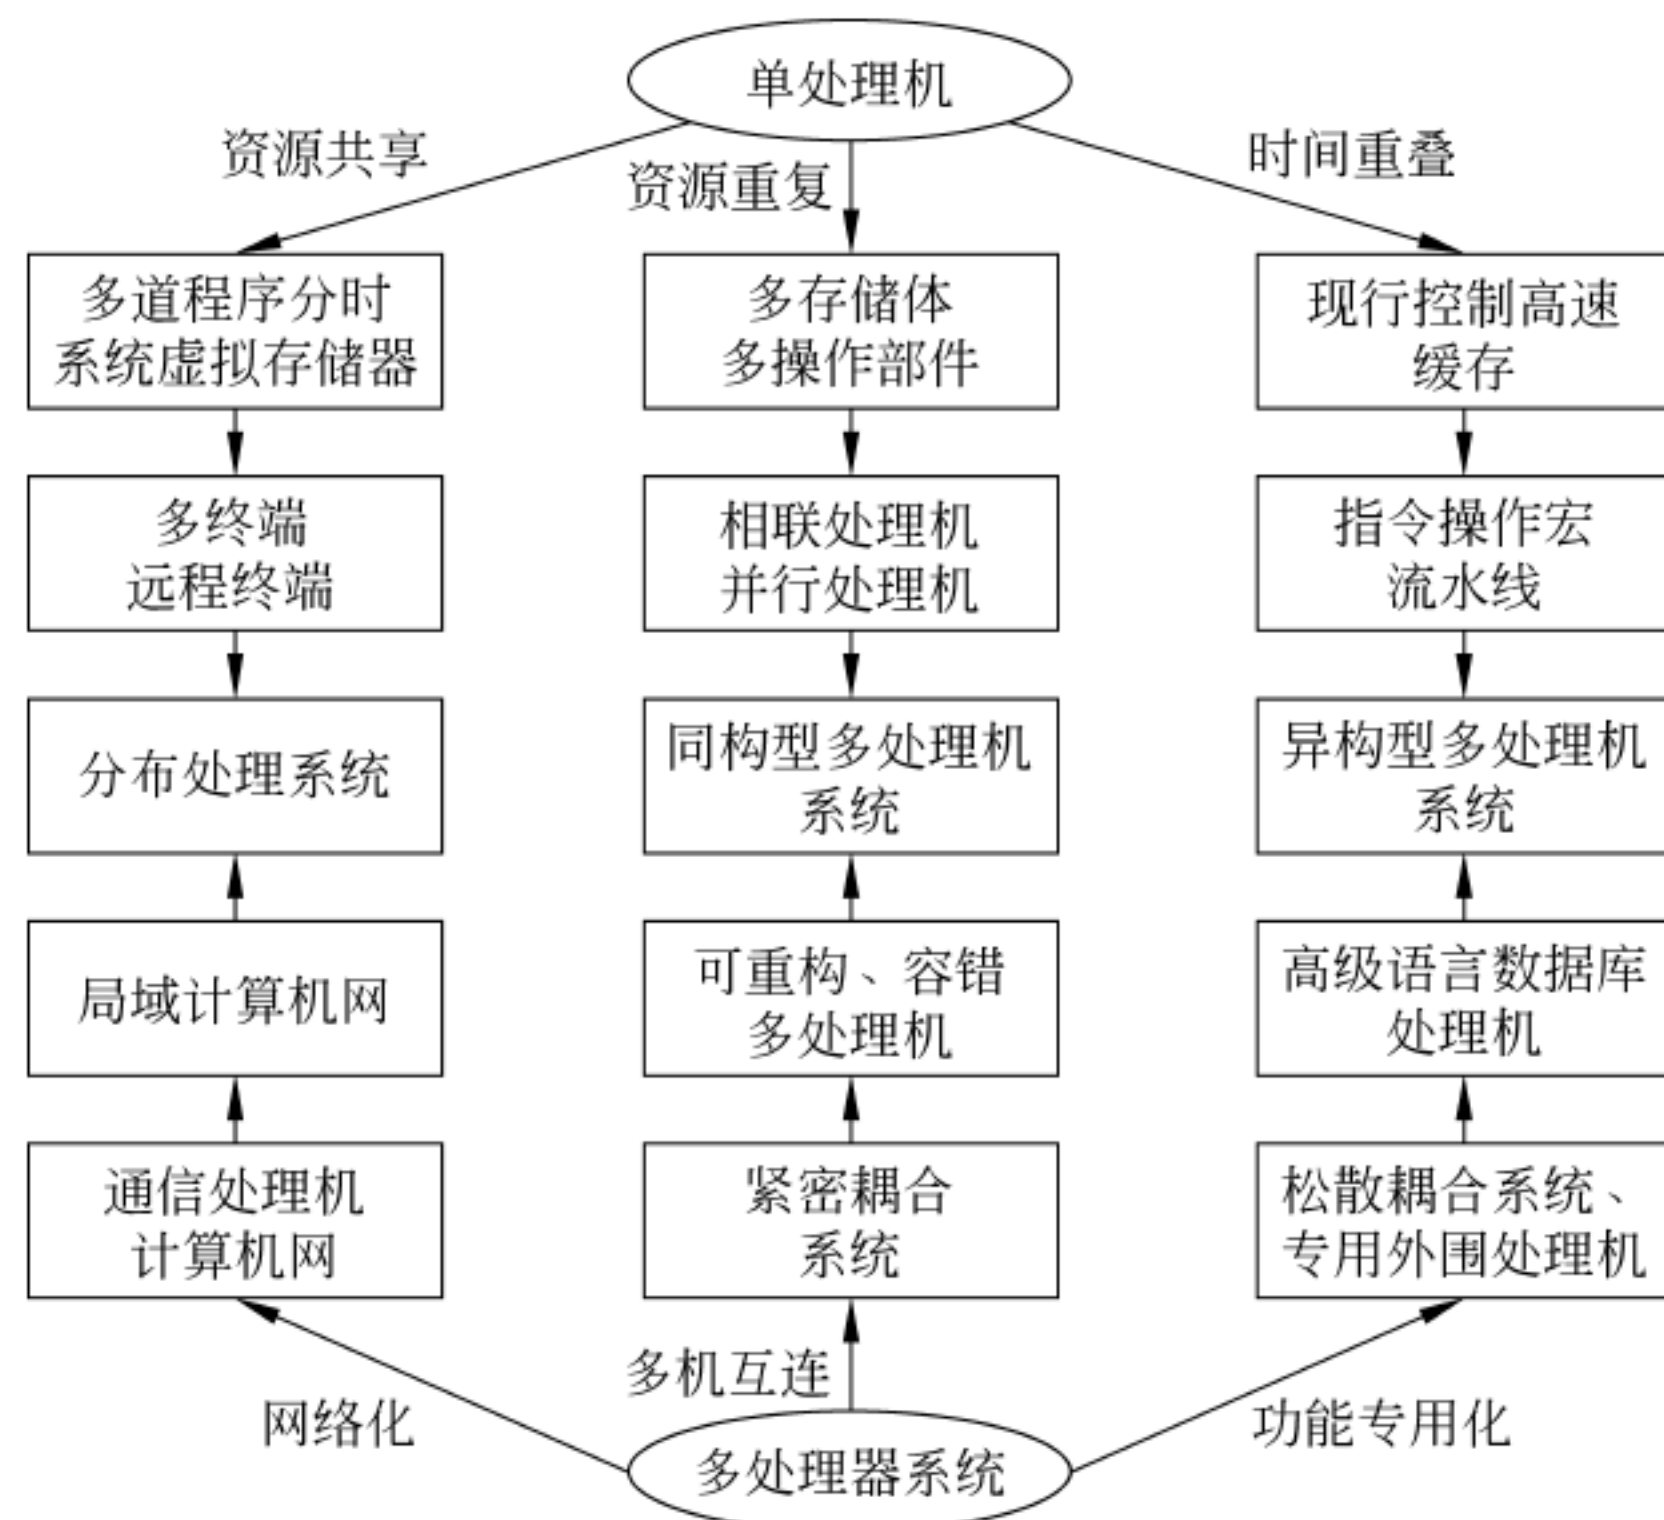 单处理机
资源共享
资源重复
时间重叠
多道程序分时
系统虚拟存储器
多存储体
多操作部件
现行控制高速
缓存
多终端
远程终端
相联处理机
并行处理机
指令操作宏
流水线
分布处理系统
同构型多处理机
系统
异构型多处理机
系统
局域计算机网
可重构、容错
多处理机
高级语言数据库
处理机
通信处理机
计算机网
紧密耦合
系统
松散耦合系统、
专用外围处理机
网络化
多机互连
功能专用化
多处理器系统